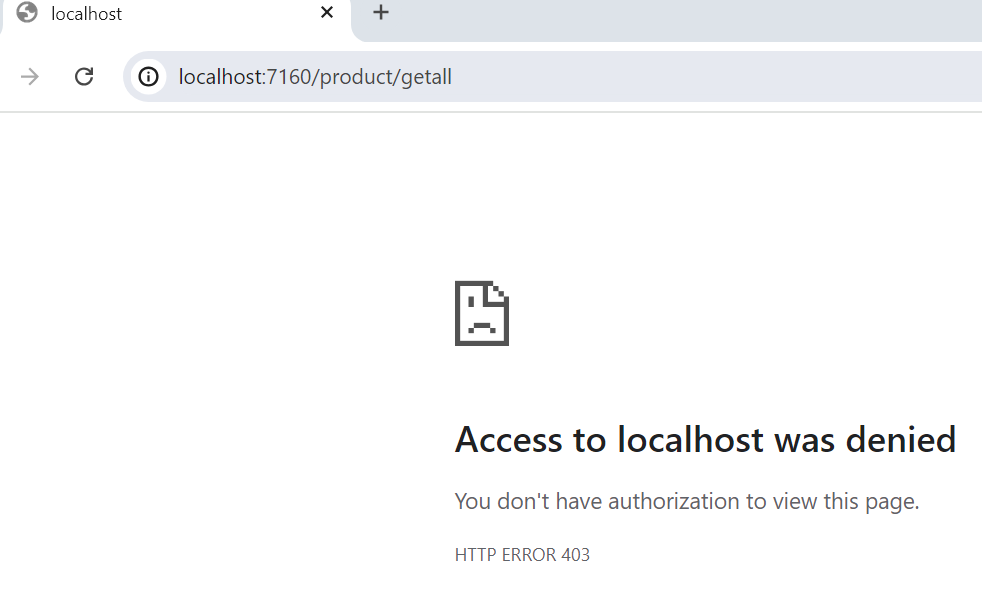 localhost
localhost:7160/product/getall
Access to localhost was denied
You don't have authorization to view this page.
HTTP ERROR 403